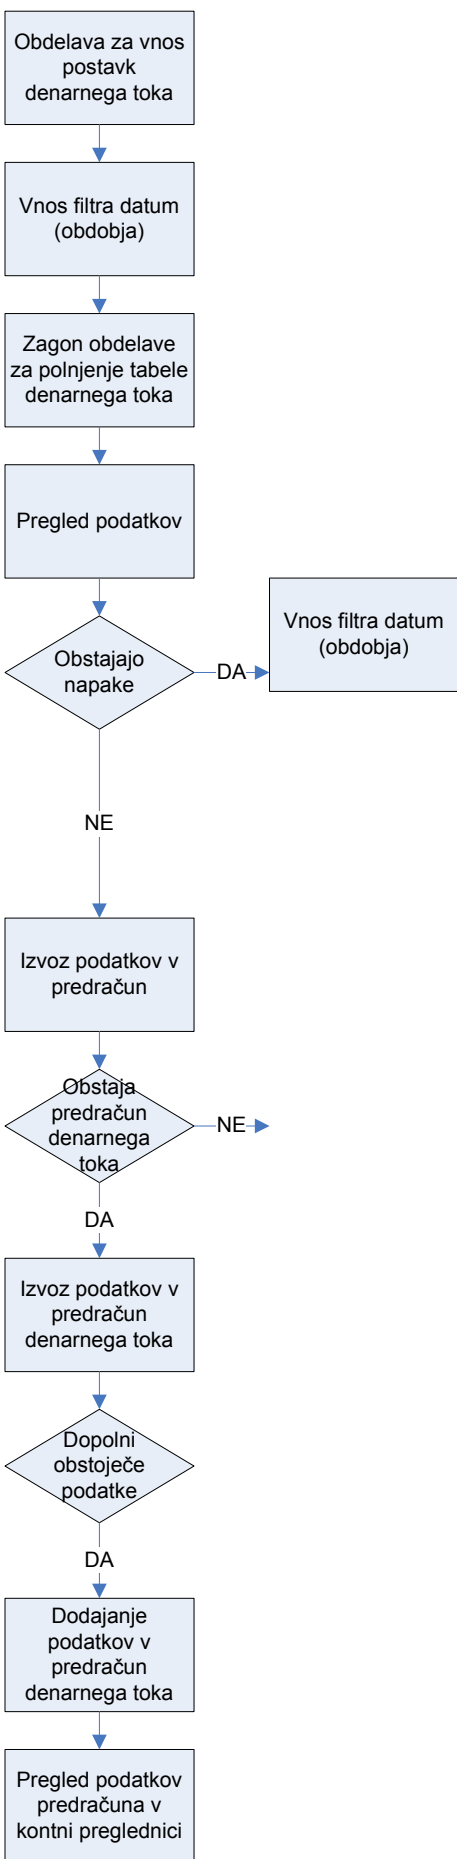 Obdelava za vnos
postavk
denarnega toka
Vnos filtra datum
(obdobja)
Zagon obdelave
za polnjenje tabele
denarnega toka
Pregled podatkov
Obstajajo
napake
DA
Vnos filtra datum
(obdobja)
NE
Izvoz podatkov v
predračun
Obstaja
predračun
denarnega
toka
NE
DA
Izvoz podatkov v
predračun
denarnega toka
Dopolni
obstoječe
podatke
DA
Dodajanje
podatkov v
predračun
denarnega toka
Pregled podatkov
predračuna v
kontni preglednici